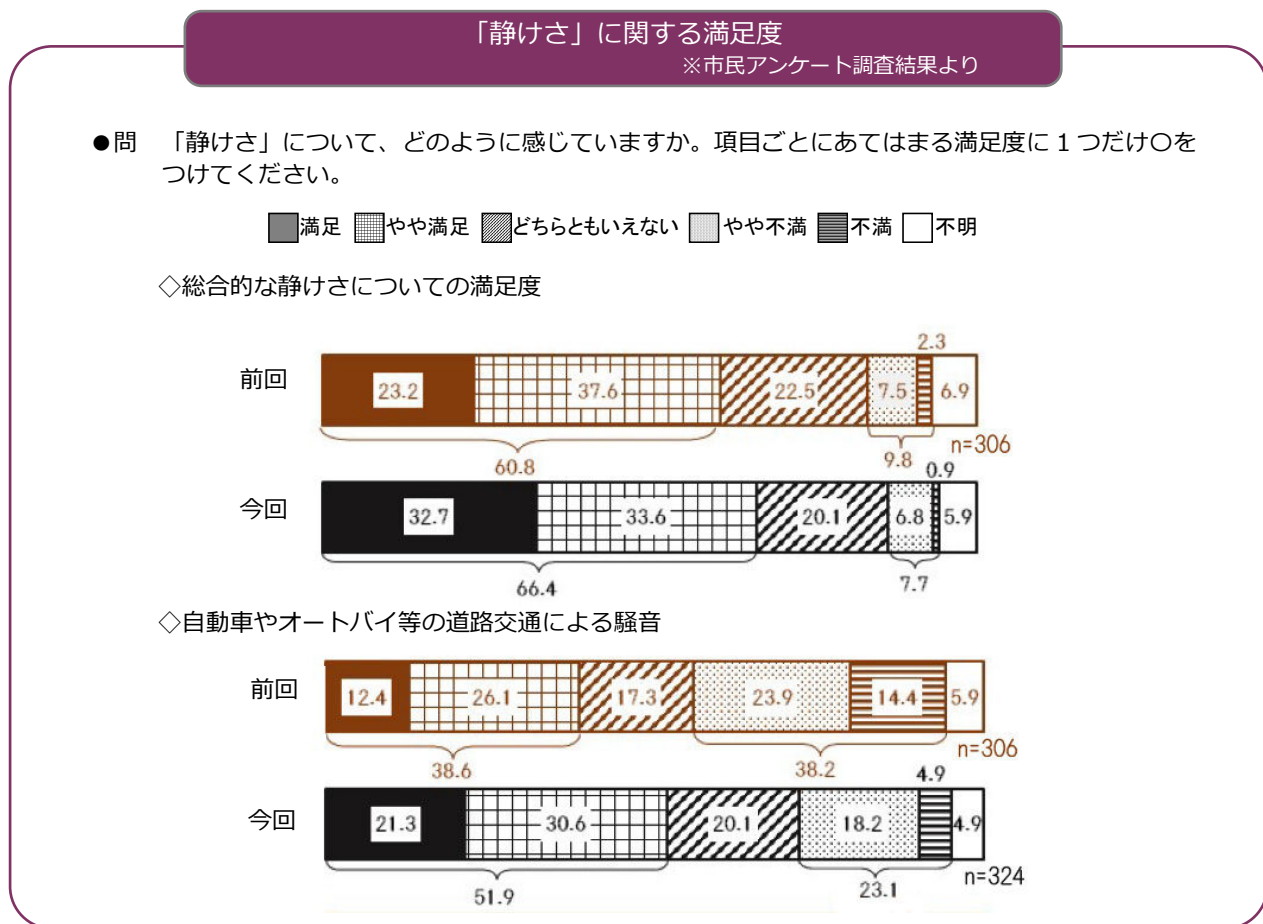 「静けさ」に関する満足度
※市民アンケート調査結果より
●問 「静けさ」について、どのように感じていますか。項目ごとにあてはまる満足度に1つだけ〇を
つけてください。
満足 やや満足 どちらともいえない やや不満 不満 不明
◇総合的な静けさについての満足度
2.3
前回 23.2 37.6 22.5 7.5 6.9
n=306
60.8 9.8
0.9
今回 32.7 33.6 20.1 6.8 5.9
66.4 7.7
◇自動車やオートバイ等の道路交通による騒音
前回 12.4 26.1 17.3 23.9 14.4 5.9
n=306
38.6 38.2
4.9
今回 21.3 30.6 20.1 18.2 4.9
n=324
51.9 23.1